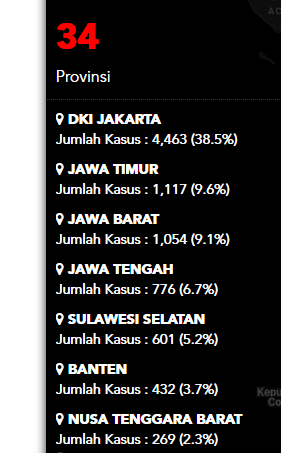 34
Provinsi
DKI JAKARTA
Jumlah Kasus : 4,463 (38.5%)
JAWA TIMUR
Jumlah Kasus : 1,117 (9.6%)
JAWA BARAT
Jumlah Kasus : 1,054 (9.1%)
JAWA TENGAH
Jumlah Kasus : 776 (6.7%)
SULAWESI SELATAN
Jumlah Kasus : 601 (5.2%)
BANTEN
Jumlah Kasus : 432 (3.7%)
NUSA TENGGARA BARAT
Jumlah Kasus : 269 (2.3%)